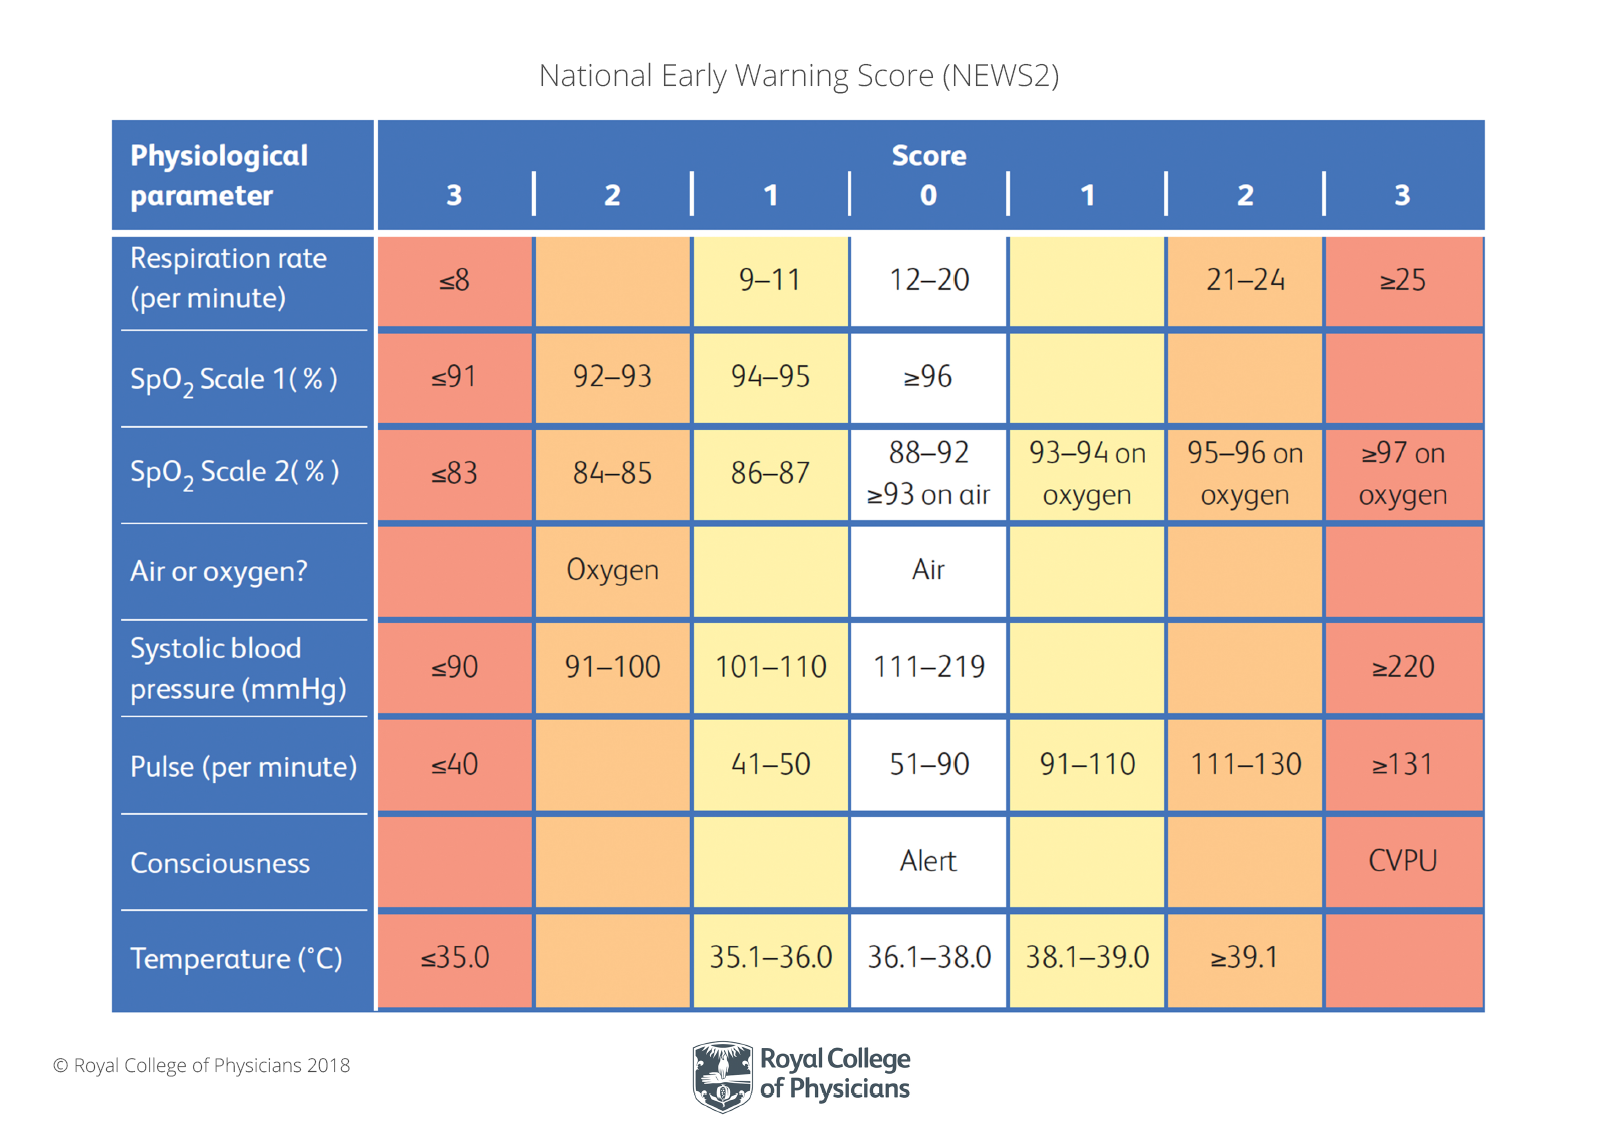 National Early Warning Score (NEWS2)
Physiological
parameter
Score
3 2 1 0 1 2 3
Respiration rate
(per minute)
≤8 9–11 12–20 21–24 ≥25
SpO₂ Scale 1(%)
≤91 92–93 94–95 ≥96
SpO₂ Scale 2(%)
≤83 84–85 86–87 88–92
≥93 on air 93–94 on
oxygen 95–96 on
oxygen ≥97 on
oxygen
Air or oxygen?
Oxygen Air
Systolic blood
pressure (mmHg)
≤90 91–100 101–110 111–219 ≥220
Pulse (per minute)
≤40 41–50 51–90 91–110 111–130 ≥131
Consciousness
Alert CVPU
Temperature (°C)
≤35.0 35.1–36.0 36.1–38.0 38.1–39.0 ≥39.1
© Royal College of Physicians 2018
Royal College
of Physicians